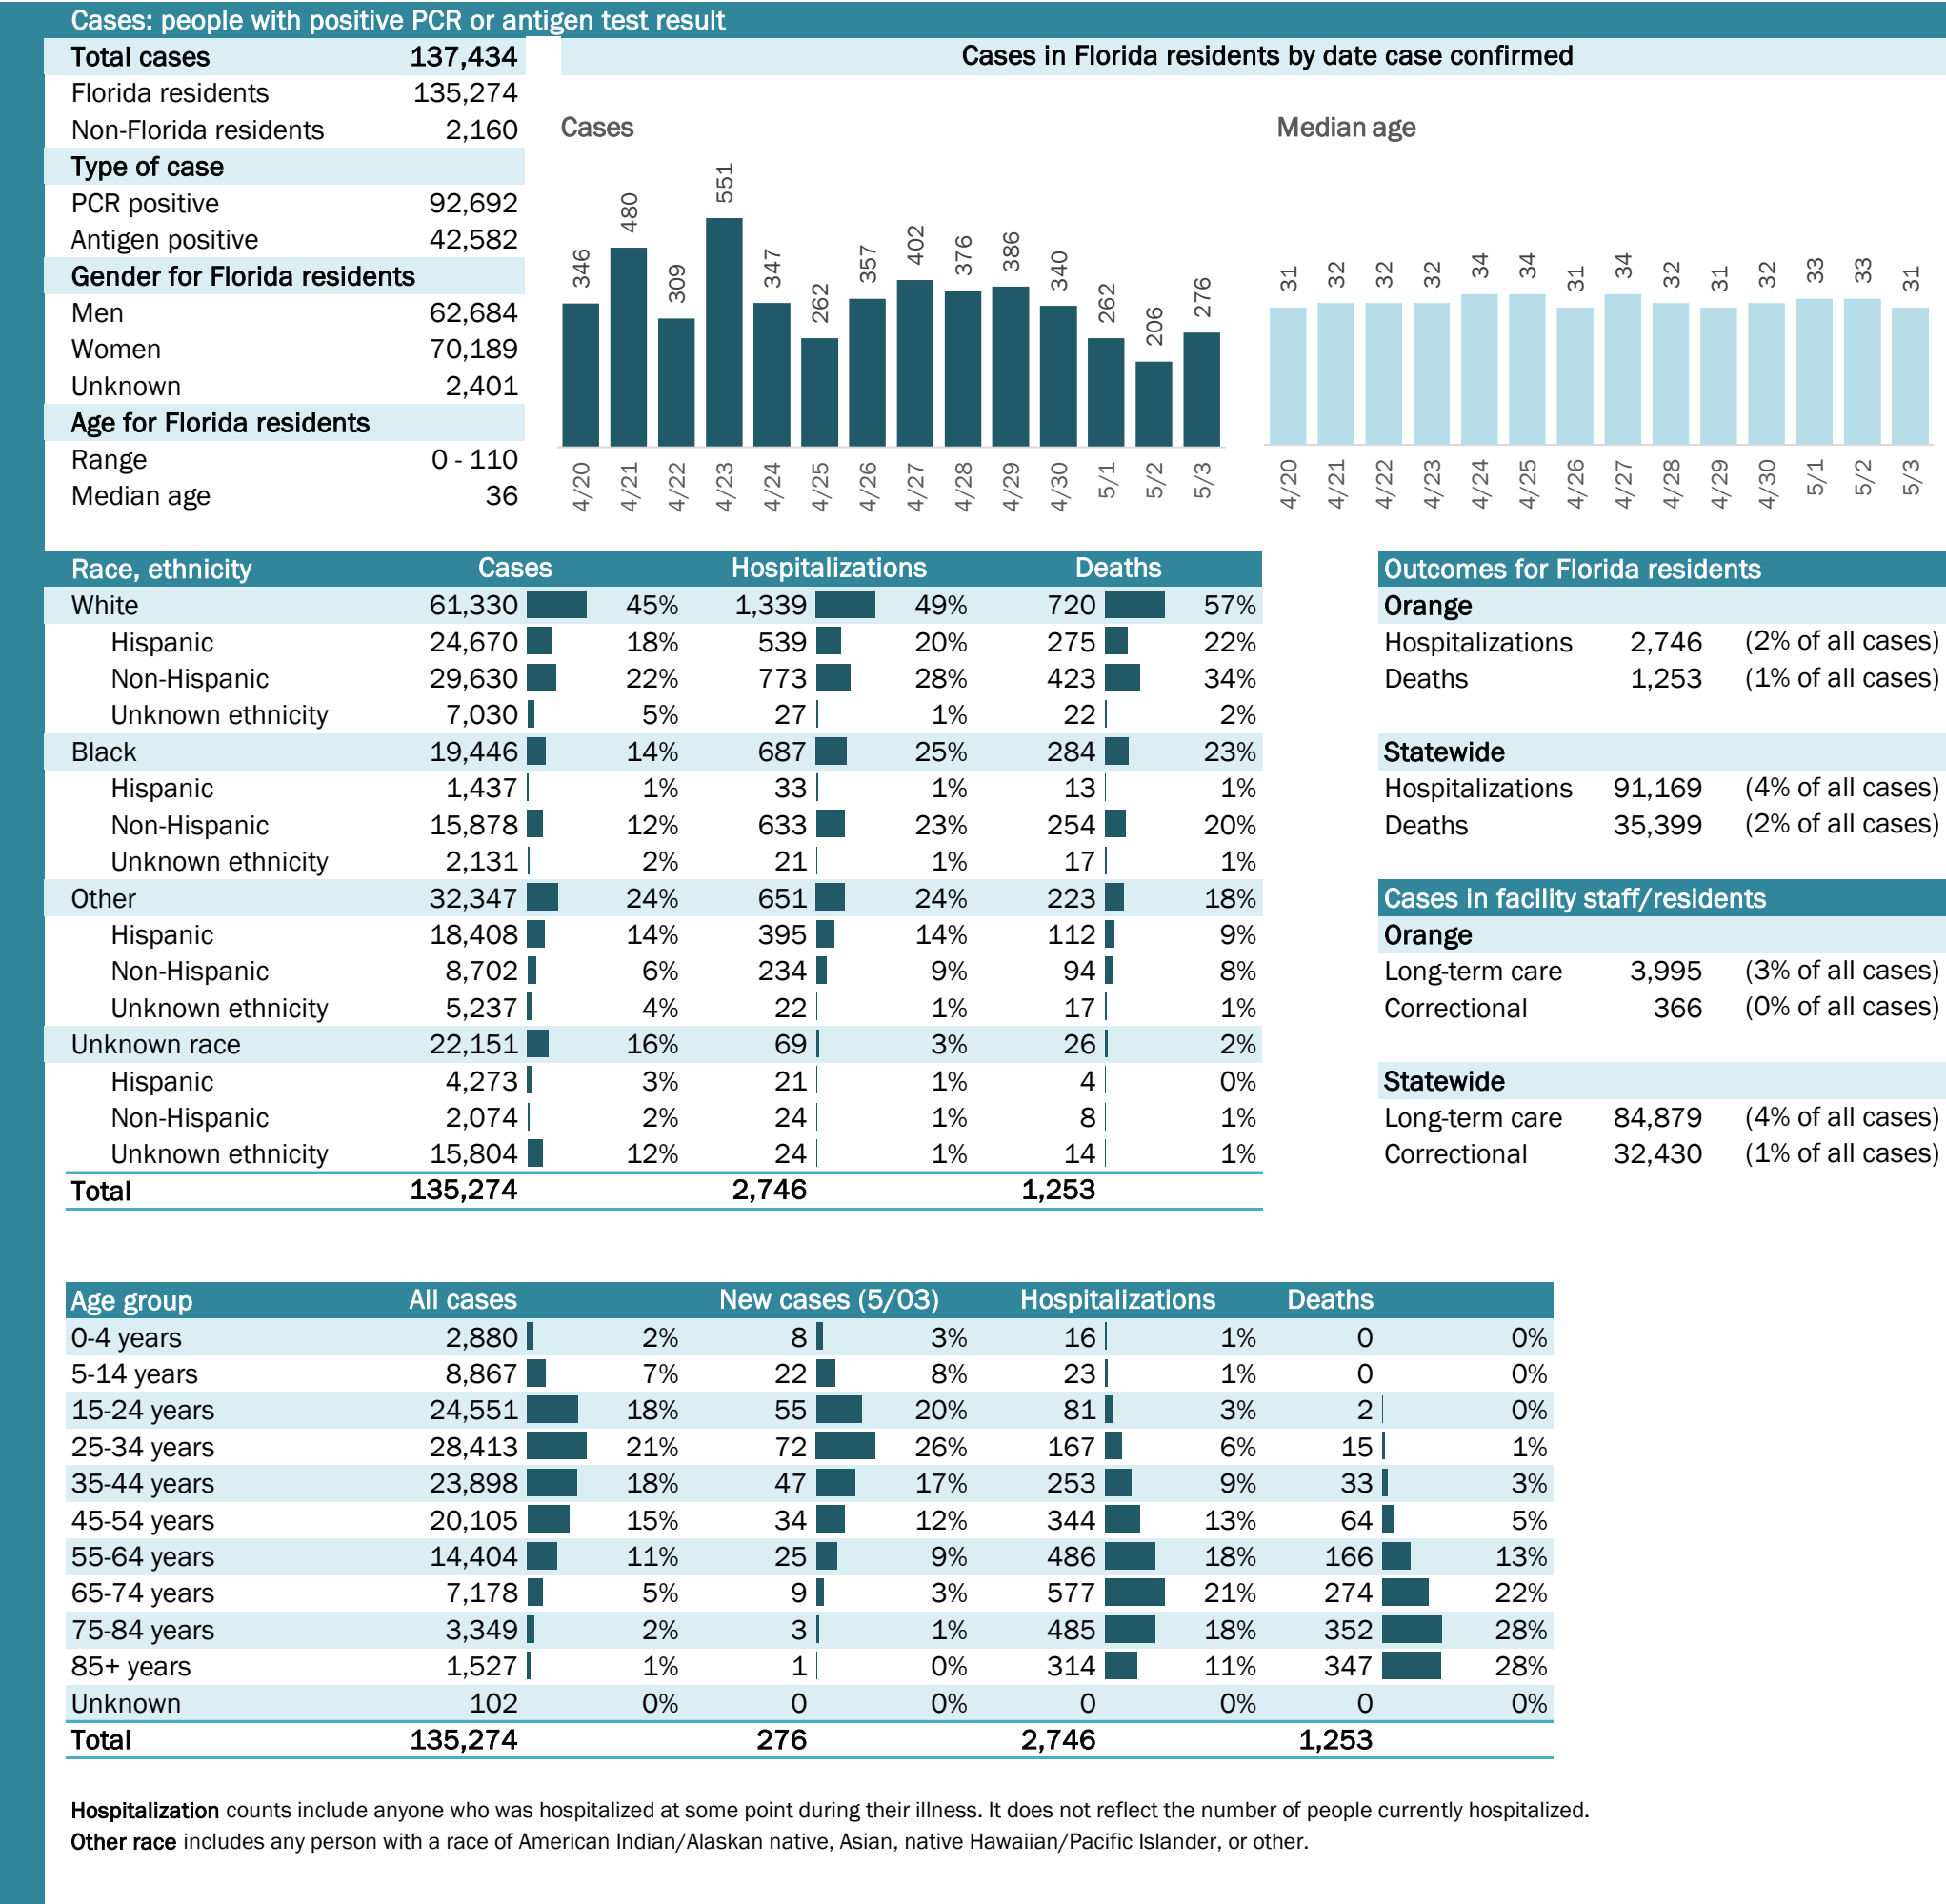 Cases: people with positive PCR or antigen test result
Total cases 137,434
Florida residents 135,274
Non-Florida residents 2,160
Type of case
PCR positive 92,692
Antigen positive 42,582
Gender for Florida residents
Men 62,684
Women 70,189
Unknown 2,401
Age for Florida residents
Range 0 - 110
Median age 36
Cases in Florida residents by date case confirmed
Cases
346 480 309 551 347 262 357 402 376 386 340 262 206 276
4/20 4/21 4/22 4/23 4/24 4/25 4/26 4/27 4/28 4/29 4/30 5/1 5/2 5/3
Median age
31 32 32 32 34 34 31 34 32 31 32 33 33 31
4/20 4/21 4/22 4/23 4/24 4/25 4/26 4/27 4/28 4/29 4/30 5/1 5/2 5/3
Race, ethnicity Cases Hospitalizations Deaths
White 61,330 45% 1,339 49% 720 57%
Hispanic 24,670 18% 539 20% 275 22%
Non-Hispanic 29,630 22% 773 28% 423 34%
Unknown ethnicity 7,030 5% 27 1% 22 2%
Black 19,446 14% 687 25% 284 23%
Hispanic 1,437 1% 33 1% 13 1%
Non-Hispanic 15,878 12% 633 23% 254 20%
Unknown ethnicity 2,131 2% 21 1% 17 1%
Other 32,347 24% 651 24% 223 18%
Hispanic 18,408 14% 395 14% 112 9%
Non-Hispanic 8,702 6% 234 9% 94 8%
Unknown ethnicity 5,237 4% 22 1% 17 1%
Unknown race 22,151 16% 69 3% 26 2%
Hispanic 4,273 3% 21 1% 4 0%
Non-Hispanic 2,074 2% 24 1% 8 1%
Unknown ethnicity 15,804 12% 24 1% 14 1%
Total 135,274 2,746 1,253
Outcomes for Florida residents
Orange
Hospitalizations 2,746 (2% of all cases)
Deaths 1,253 (1% of all cases)
Statewide
Hospitalizations 91,169 (4% of all cases)
Deaths 35,399 (2% of all cases)
Cases in facility staff/residents
Orange
Long-term care 3,995 (3% of all cases)
Correctional 366 (0% of all cases)
Statewide
Long-term care 84,879 (4% of all cases)
Correctional 32,430 (1% of all cases)
Age group All cases New cases (5/03) Hospitalizations Deaths
0-4 years 2,880 2% 8 3% 16 1% 0 0%
5-14 years 8,867 7% 22 8% 23 1% 0 0%
15-24 years 24,551 18% 55 20% 81 3% 2 0%
25-34 years 28,413 21% 72 26% 167 6% 15 1%
35-44 years 23,898 18% 47 17% 253 9% 33 3%
45-54 years 20,105 15% 34 12% 344 13% 64 5%
55-64 years 14,404 11% 25 9% 486 18% 166 13%
65-74 years 7,178 5% 9 3% 577 21% 274 22%
75-84 years 3,349 2% 3 1% 485 18% 352 28%
85+ years 1,527 1% 1 0% 314 11% 347 28%
Unknown 102 0% 0 0% 0 0% 0 0%
Total 135,274 276 2,746 1,253
Hospitalization counts include anyone who was hospitalized at some point during their illness. It does not reflect the number of people currently hospitalized.
Other race includes any person with a race of American Indian/Alaskan native, Asian, native Hawaiian/Pacific Islander, or other.